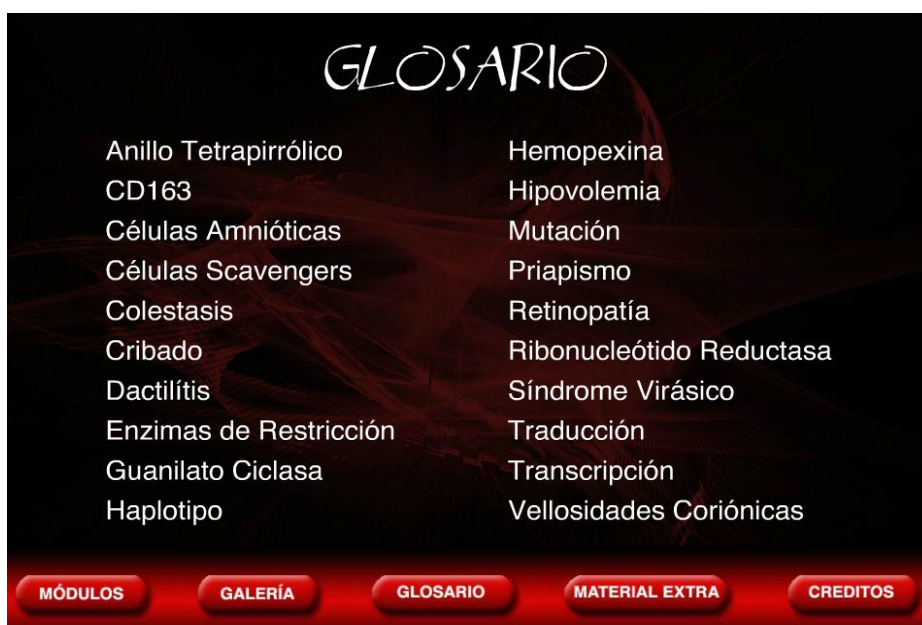 GLOSARIO
Anillo Tetrapirrólico
CD163
Células Amnióticas
Células Scavengers
Colestasis
Cribado
Dactilítis
Enzimas de Restricción
Guanilato Ciclasa
Haplotipo
Hemopexina
Hipovolemia
Mutación
Priapismo
Retinopatía
Ribonucleótido Reductasa
Síndrome Virásico
Traducción
Transcripción
Vellosidades Coriónicas
MÓDULOS
GALERÍA
GLOSARIO
MATERIAL EXTRA
CREDITOS